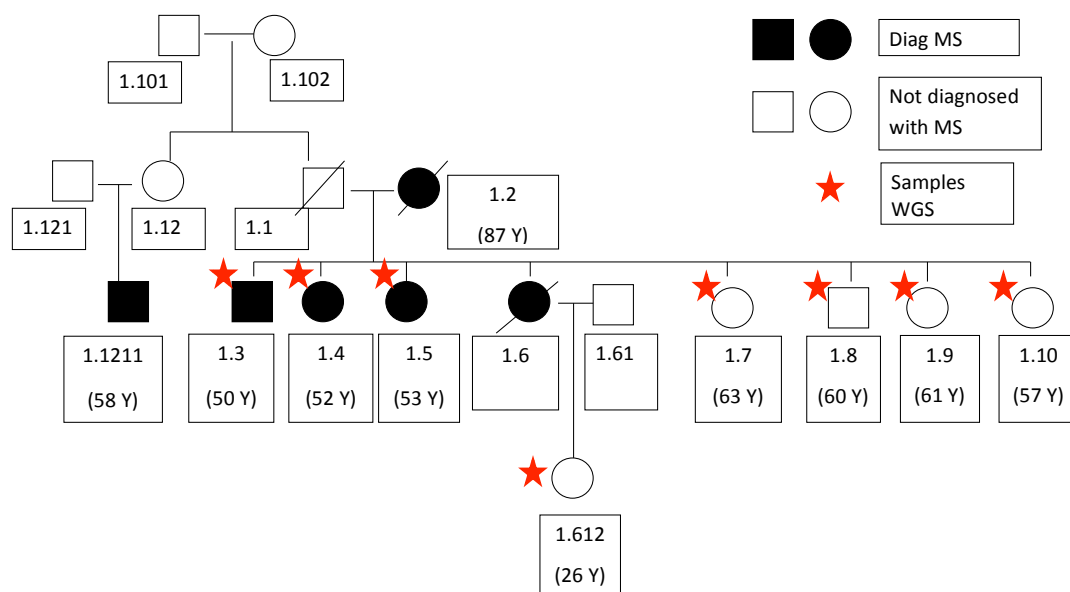 Diag MS
1.101
1.102
Not diagnosed
with MS
Samples
WGS
1.121
1.12
1.1
1.2
(87 Y)
1.1211
(58 Y)
1.3
(50 Y)
1.4
(52 Y)
1.5
(53 Y)
1.6
1.61
1.7
(63 Y)
1.8
(60 Y)
1.9
(61 Y)
1.10
(57 Y)
1.612
(26 Y)